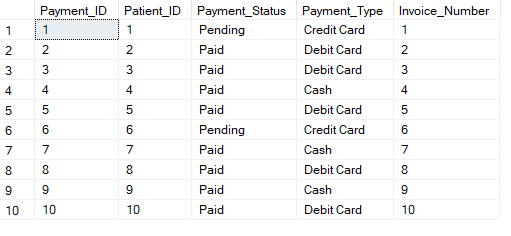 Payment_ID Patient_ID Payment_Status Payment_Type Invoice_Number
1 1 1 Pending Credit Card 1
2 2 2 Paid Debit Card 2
3 3 3 Paid Debit Card 3
4 4 4 Paid Cash 4
5 5 5 Paid Debit Card 5
6 6 6 Pending Credit Card 6
7 7 7 Paid Cash 7
8 8 8 Paid Debit Card 8
9 9 9 Paid Cash 9
10 10 10 Paid Debit Card 10